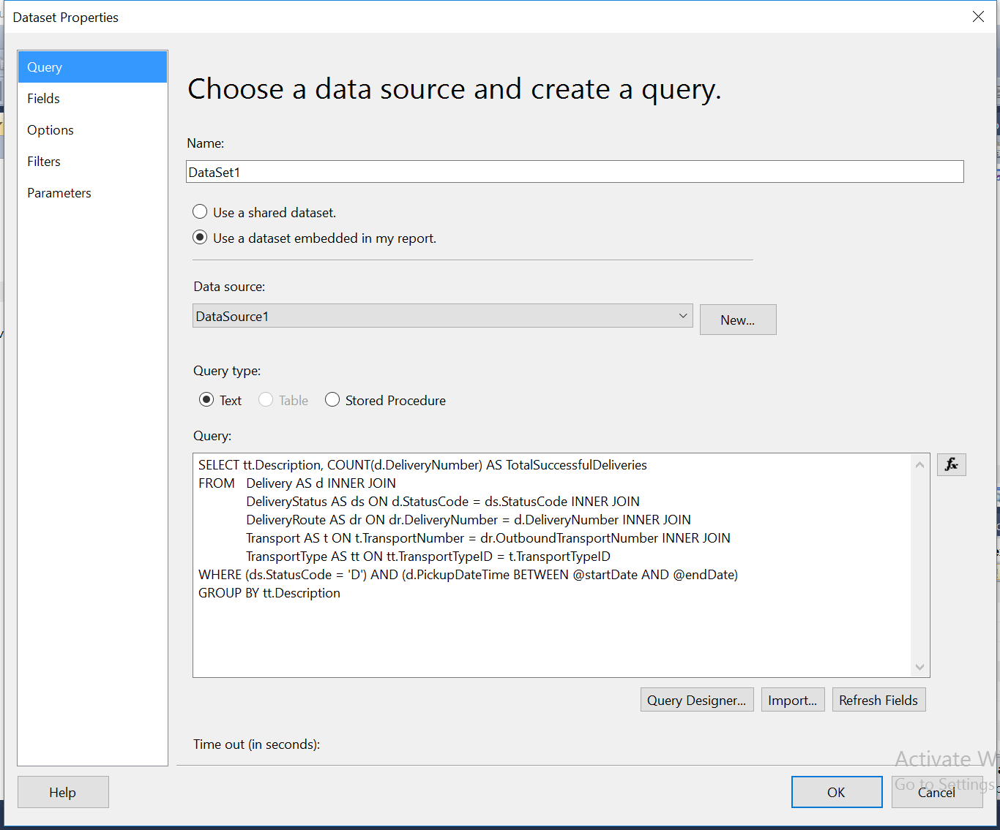 Dataset Properties
Query
Fields
Options
Filters
Parameters
Choose a data source and create a query.
Name:
DataSet1
Use a shared dataset.
Use a dataset embedded in my report.
Data source:
DataSource1
New...
Query type:
Text Table Stored Procedure
Query:
SELECT tt.Description, COUNT(d.DeliveryNumber) AS TotalSuccessfulDeliveries
FROM Delivery AS d INNER JOIN
DeliveryStatus AS ds ON d.StatusCode = ds.StatusCode INNER JOIN
DeliveryRoute AS dr ON dr.DeliveryNumber = d.DeliveryNumber INNER JOIN
Transport AS t ON t.TransportNumber = dr.OutboundTransportNumber INNER JOIN
TransportType AS tt ON tt.TransportTypeID = t.TransportTypeID
WHERE (ds.StatusCode = 'D') AND (d.PickupDateTime BETWEEN @startDate AND @endDate)
GROUP BY tt.Description
fx
Query Designer... Import... Refresh Fields
Time out (in seconds):
Activate W
Go to Settings
Help OK Cancel